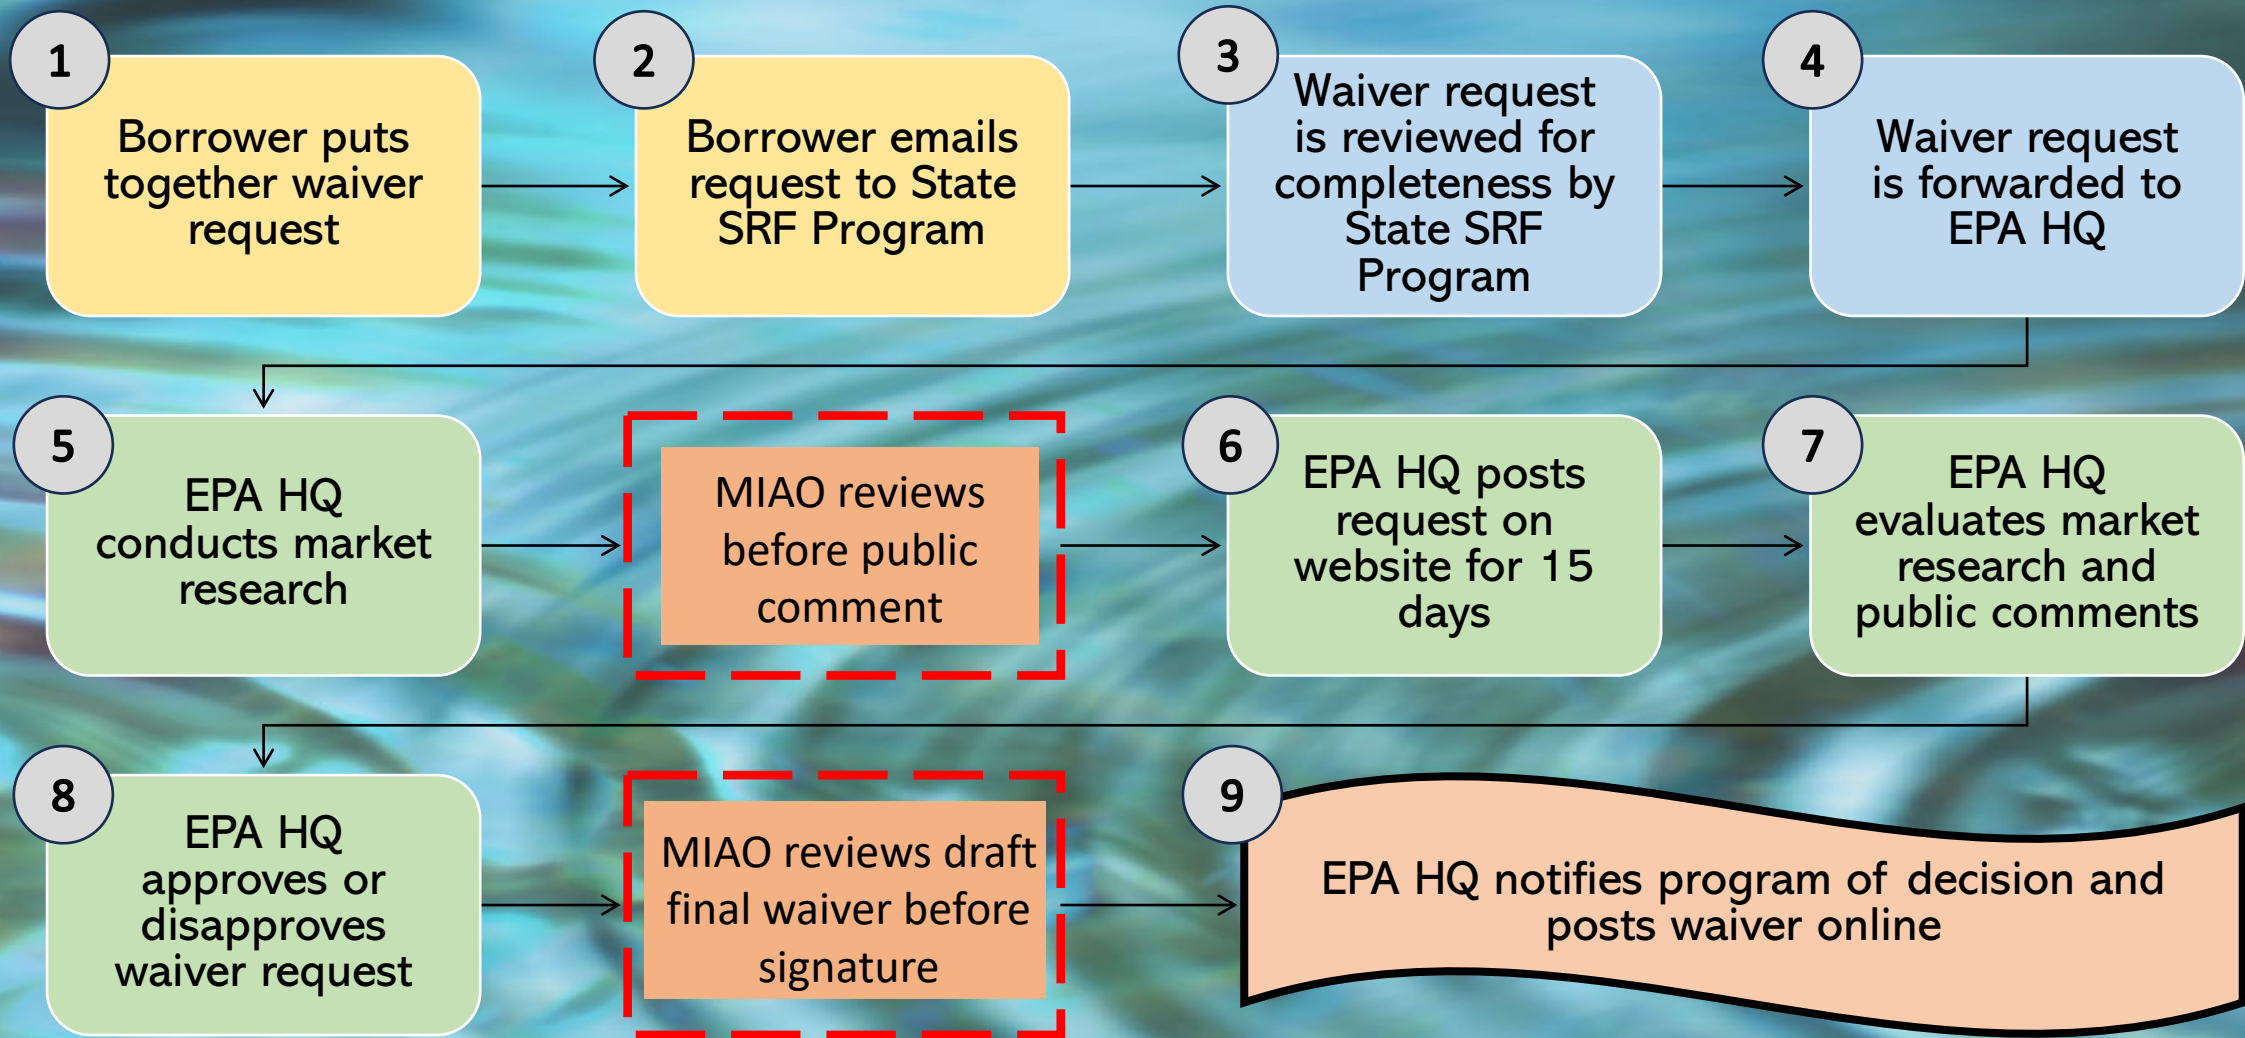 1
Borrower puts
together waiver
request
2
Borrower emails
request to State
SRF Program
3
Waiver request
is reviewed for
completeness by
State SRF
Program
4
Waiver request
is forwarded to
EPA HQ
5
EPA HQ
conducts market
research
MIAO reviews
before public
comment
6
EPA HQ posts
request on
website for 15
days
7
EPA HQ
evaluates market
research and
public comments
8
EPA HQ
approves or
disapproves
waiver request
MIAO reviews draft
final waiver before
signature
9
EPA HQ notifies program of decision and
posts waiver online